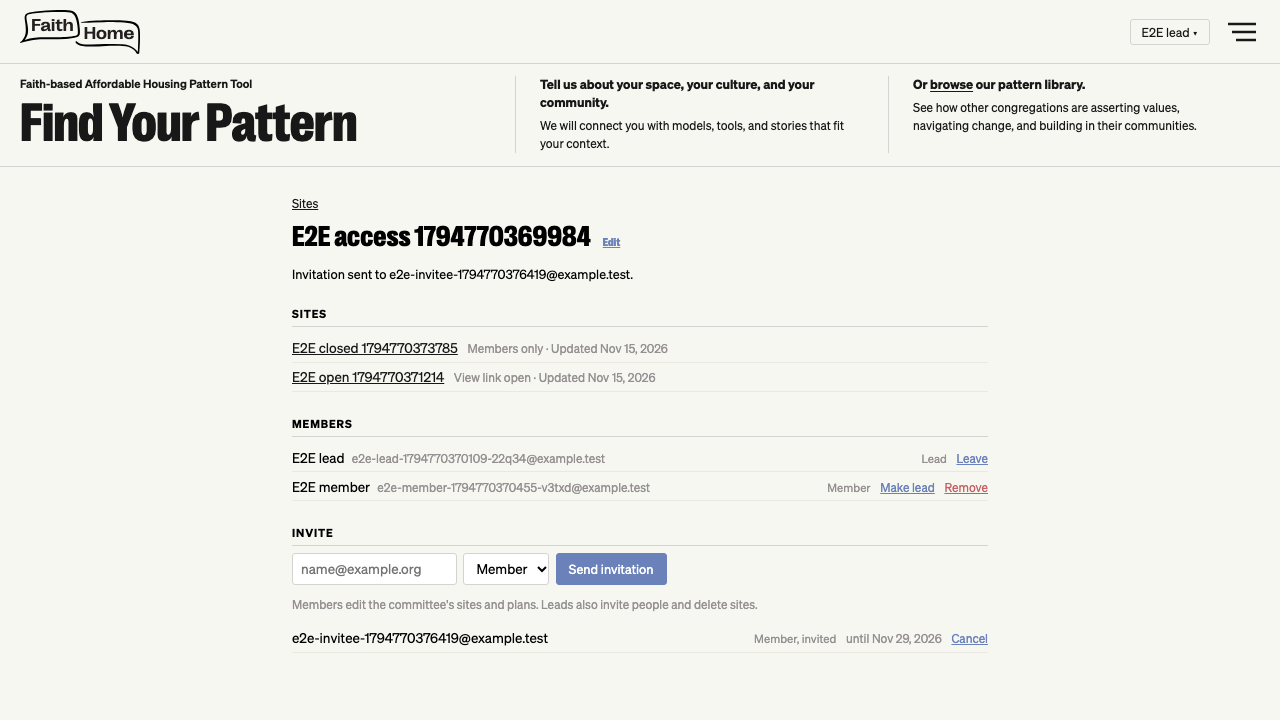 Faith Home
E2E lead ▾
Faith-based Affordable Housing Pattern Tool
Find Your Pattern
Tell us about your space, your culture, and your
community.
We will connect you with models, tools, and stories that fit
your context.
Or browse our pattern library.
See how other congregations are asserting values,
navigating change, and building in their communities.
Sites
E2E access 1794770369984 Edit
Invitation sent to e2e-invitee-1794770376419@example.test.
SITES
E2E closed 1794770373785 Members only · Updated Nov 15, 2026
E2E open 1794770371214 View link open · Updated Nov 15, 2026
MEMBERS
E2E lead e2e-lead-1794770370109-22q34@example.test Lead Leave
E2E member e2e-member-1794770370455-v3txd@example.test Member Make lead Remove
INVITE
name@example.org Member Send invitation
Members edit the committee's sites and plans. Leads also invite people and delete sites.
e2e-invitee-1794770376419@example.test Member, invited until Nov 29, 2026 Cancel